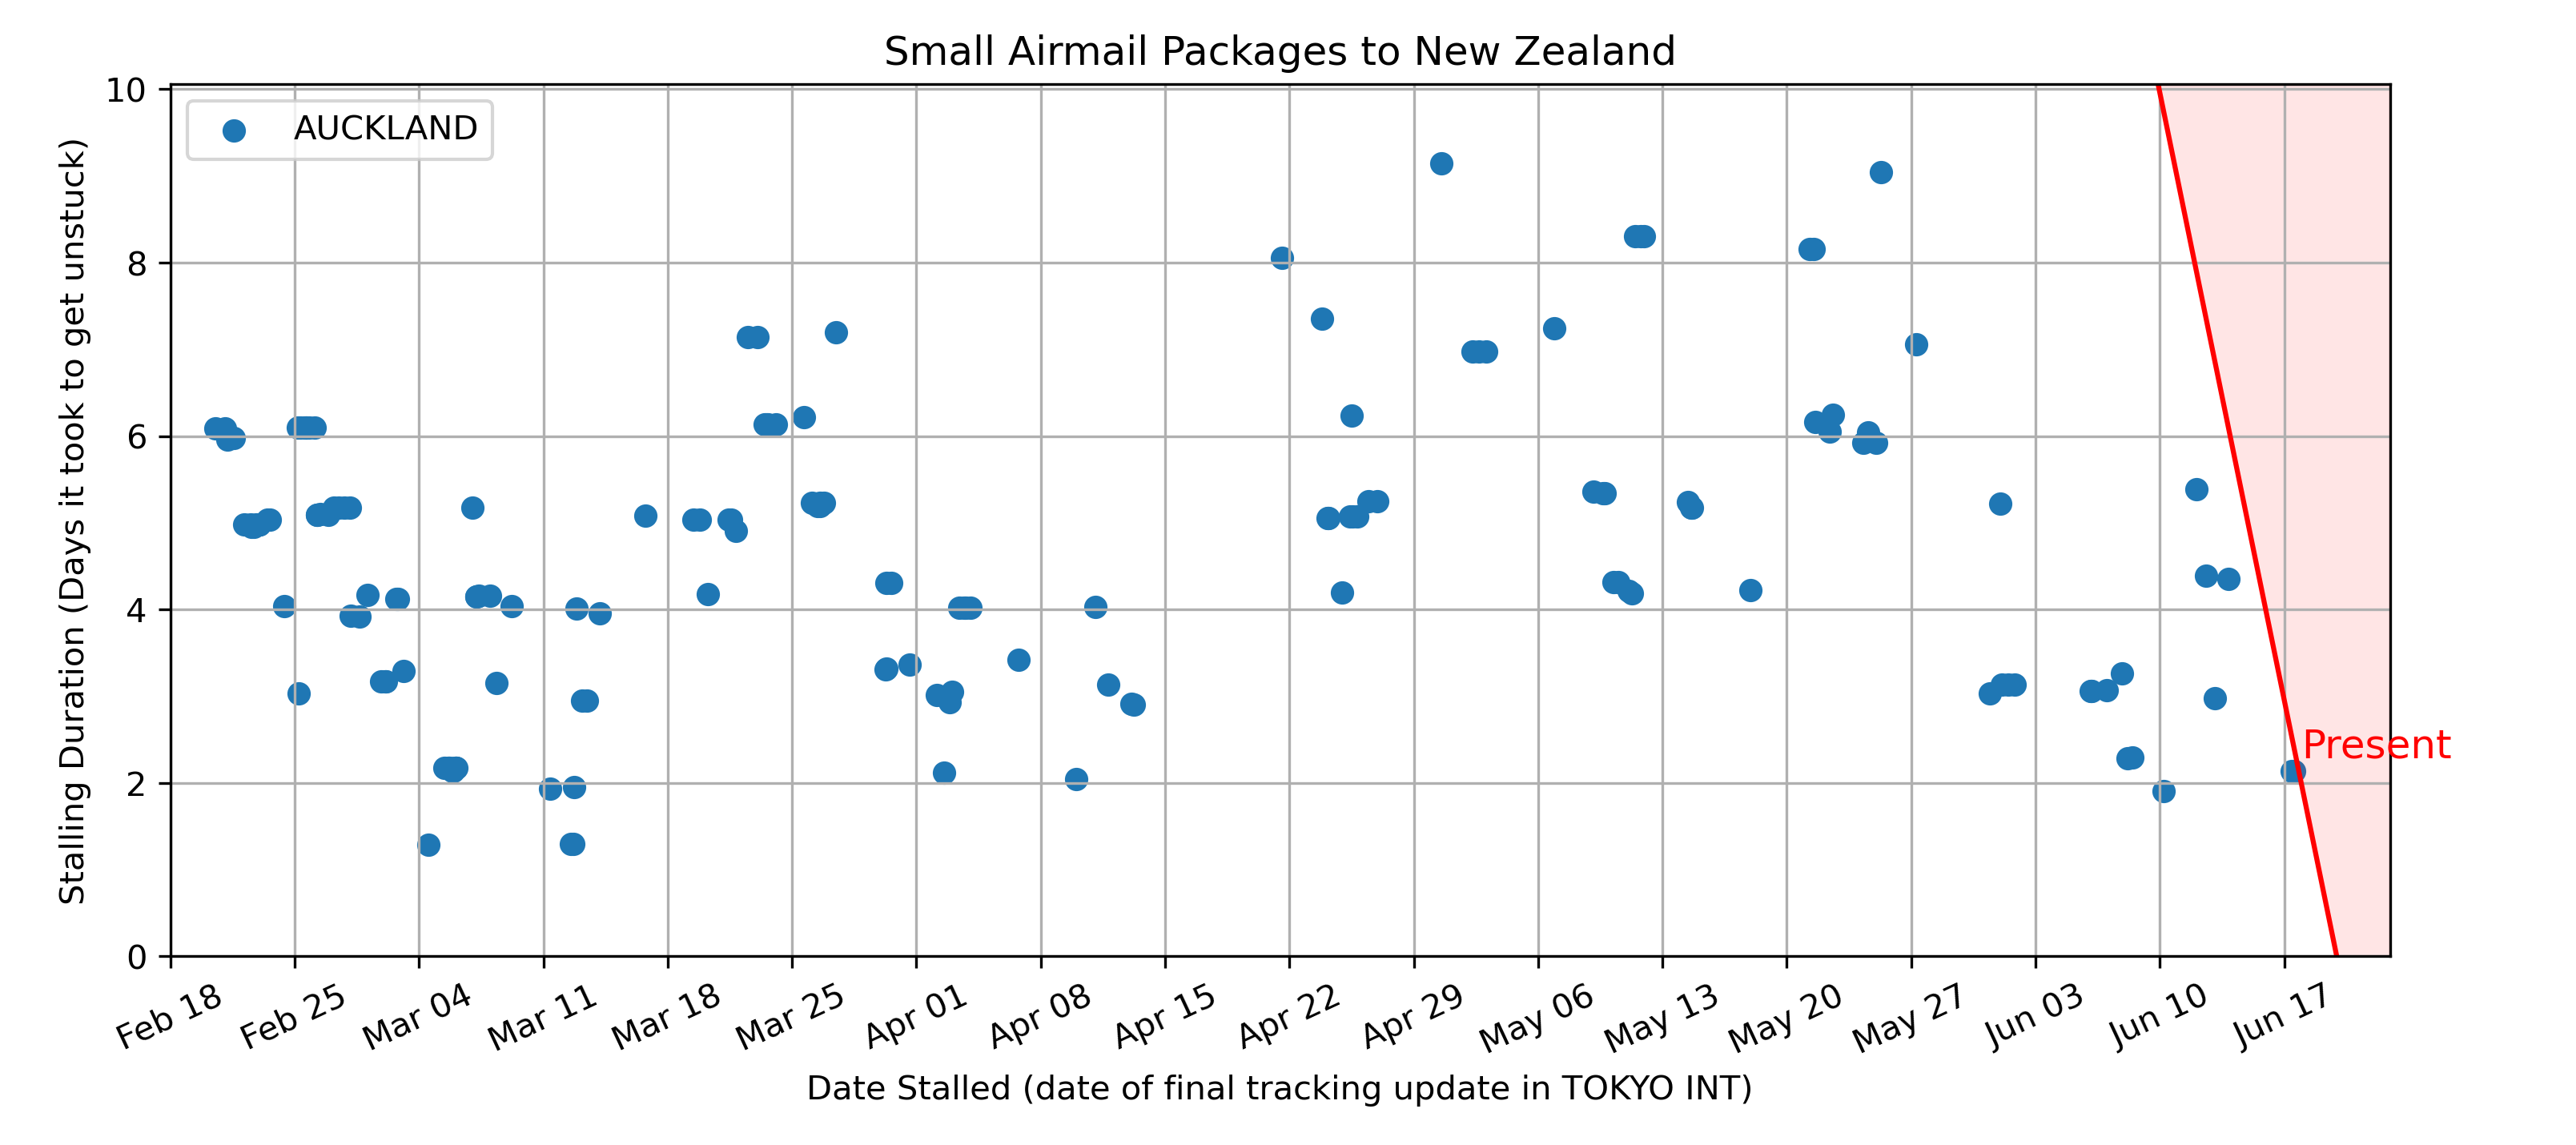 Small Airmail Packages to New Zealand
AUCKLAND
Stalling Duration (Days it took to get unstuck)
10
8
6
4
2
0
Present
Feb 18
Feb 25
Mar 04
Mar 11
Mar 18
Mar 25
Apr 01
Apr 08
Apr 15
Apr 22
Apr 29
May 06
May 13
May 20
May 27
Jun 03
Jun 10
Jun 17
Date Stalled (date of final tracking update in TOKYO INT)